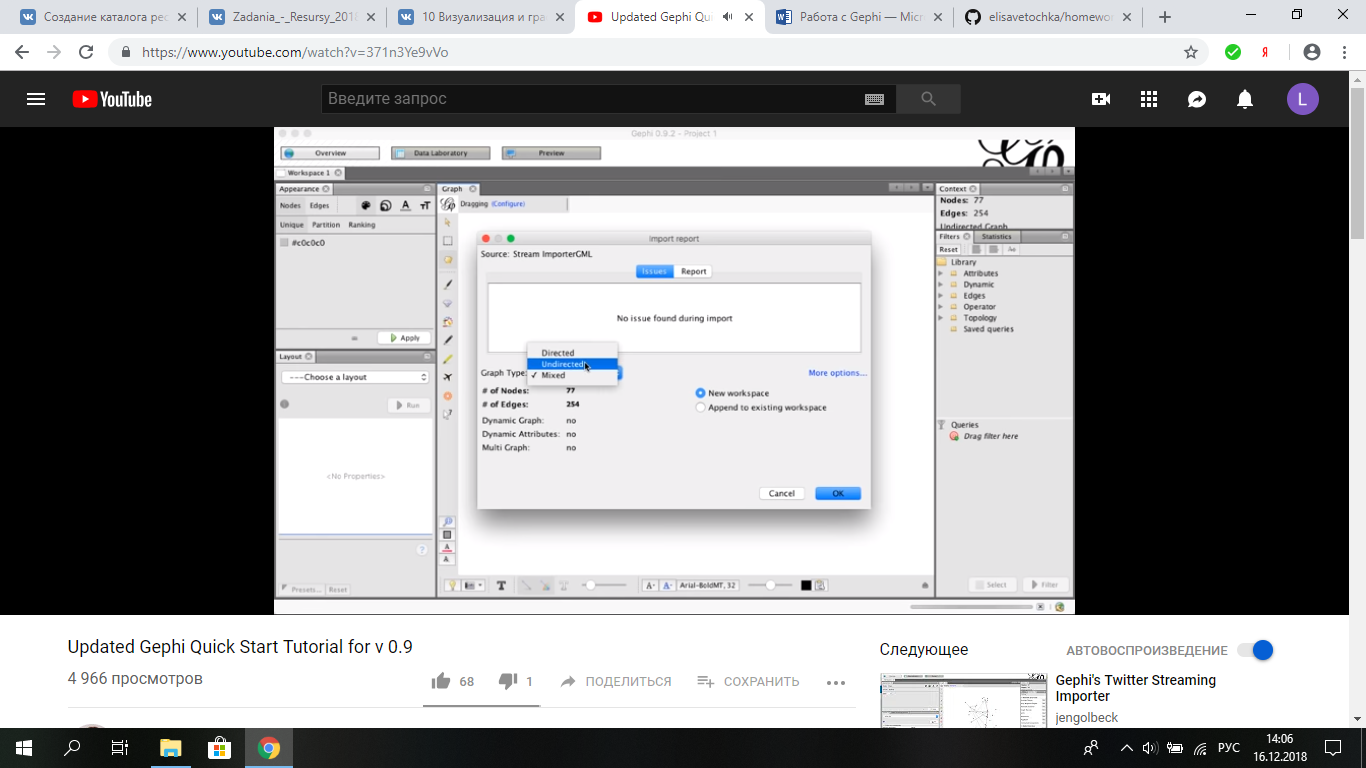 Создание каталога рес
Zadania_-_Resursy_2018
10 Визуализация и гра
Updated Gephi Qui
Работа с Gephi — Micr
elisavetochka/homewor
https://www.youtube.com/watch?v=371n3Ye9vVo
Я
YouTube
Введите запрос
L
Gephi 0.9.2 - Project 1
Overview
Data Laboratory
Preview
Workspace 1
Appearance
Graph
Context
Nodes Edges
Dragging (Configure)
Nodes: 77
Edges: 254
Undirected Graph
Unique Partition Ranking
#c0c0c0
Filters
Statistics
Reset
Library
Attributes
Dynamic
Edges
Operator
Topology
Saved queries
Import report
Source: Stream ImporterGML
Issues
Report
No issue found during import
Directed
Undirected
Mixed
Graph Type:
More options...
# of Nodes: 77
# of Edges: 254
Dynamic Graph: no
Dynamic Attributes: no
Multi Graph: no
New workspace
Append to existing workspace
Cancel
OK
Apply
Layout
---Choose a layout
Run
<No Properties>
Presets... Reset
Queries
Drag filter here
Arial-BoldMT, 32
Select
Filter
Updated Gephi Quick Start Tutorial for v 0.9
4 966 просмотров
68
1
ПОДЕЛИТЬСЯ
СОХРАНИТЬ
Следующее
АВТОВОСПРОИЗВЕДЕНИЕ
Gephi's Twitter Streaming
Importer
jengolbeck
РУС
14:06
16.12.2018